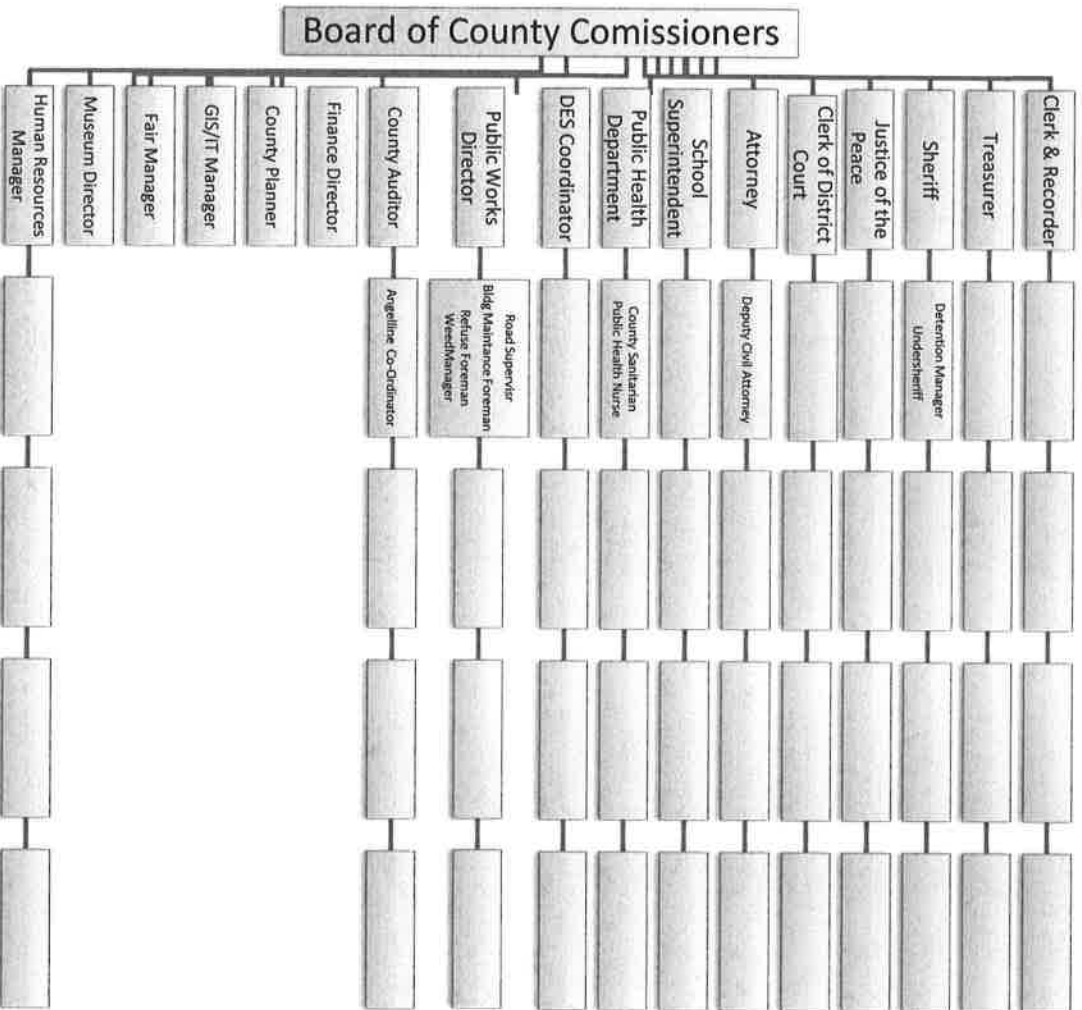 Board of County Comissioners
Clerk & Recorder
Treasurer
Sheriff
Detention Manager
Undersheriff
Justice of the
Peace
Clerk of District
Court
Attorney
Deputy Civil Attorney
School
Superintendent
Public Health
Department
County Sanitarian
Public Health Nurse
DES Coordinator
Public Works
Director
Road Supervisr
Bldg Maintance Foreman
Refuse Foreman
WeedManager
County Auditor
Angelline Co-Ordinator
Finance Director
County Planner
GIS/IT Manager
Fair Manager
Museum Director
Human Resources
Manager